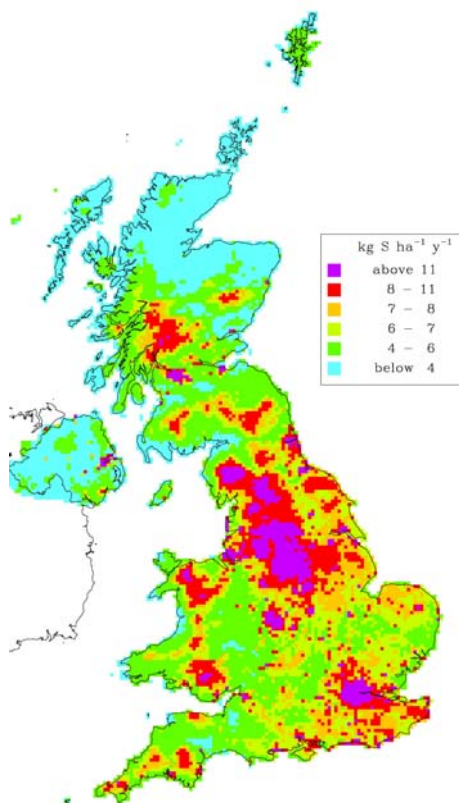 kg S ha⁻¹ y⁻¹
above 11
8 – 11
7 – 8
6 – 7
4 – 6
below 4